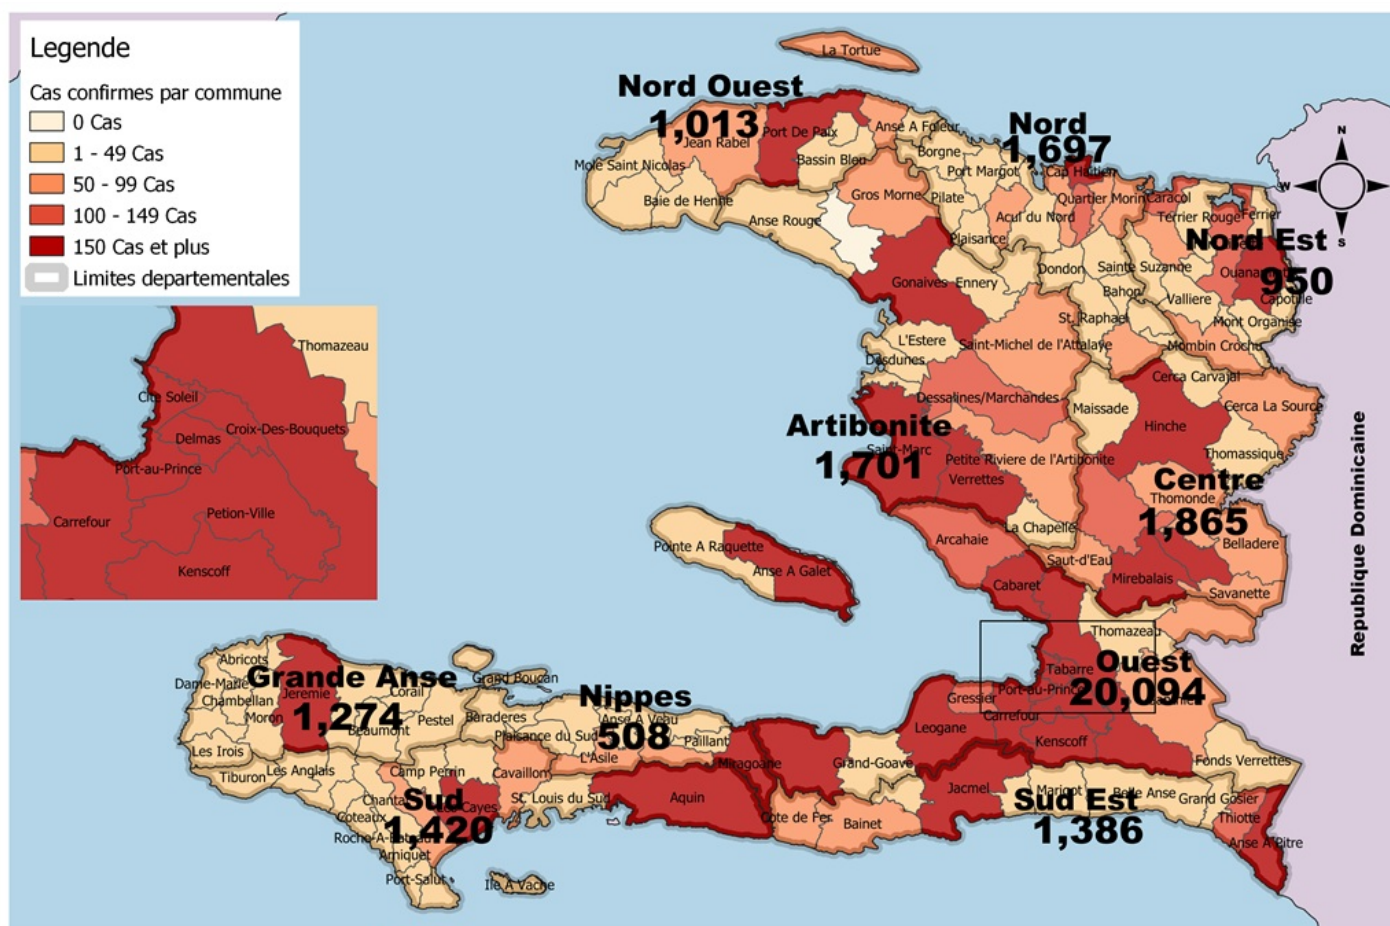 Legende
Cas confirmes par commune
0 Cas
1 - 49 Cas
50 - 99 Cas
100 - 149 Cas
150 Cas et plus
Limites departementales
Thomazeau
Cite Soleil
Delmas
Croix-Des-Bouquets
Port-au-Prince
Carrefour
Petion-Ville
Kenscoff
La Tortue
Nord Ouest
1,013
Port De Paix
Jean Rabel
Anse A Foleur
Mole Saint Nicolas
Bassin Bleu
Baie de Henne
Anse Rouge
Gros Morne
Nord
1,697
Borgne
Port Margot
Cap Haitien
Pilate
Quartier Morin
Caracol
Acul du Nord
Terrier Rouge
Ferrier
Plaisance
Nord Est
950
Gonaives
Ennery
Dondon
Sainte Suzanne
Bahon
Valliere
Capotille
Mont Organise
St. Raphael
L'Estere
Saint-Michel de l'Attalaye
Mombin Crochu
Desdunes
Cerca Carvajal
Dessalines/Marchandes
Maissade
Cerca La Source
Hinche
Artibonite
1,701
Saint-Marc
Petite Riviere de l'Artibonite
Verrettes
Thomassique
Centre
1,865
Thomonde
La Chapelle
Belladere
Arcahaie
Saut-d'Eau
Pointe A Raquette
Anse A Galet
Cabaret
Mirebalais
Savanette
Thomazeau
Republique Dominicaine
N
W
S
Ouest
20,094
Tabarre
Port-au-Prince
Gressier
Carrefour
Leogane
Kenscoff
Fonds Verrettes
Abricots
Grande Anse
1,274
Dame-Marie
Chambellan
Jeremie
Moron
Corail
Grand Boucan
Pestel
Baraderes
Beaumont
Les Irois
Nippes
508
Anse A Veau
Plaisance du Sud
Paillant
L'Asile
Miragoane
Grand-Goave
Tiburon
Les Anglais
Camp Perrin
Cavaillon
St. Louis du Sud
Aquin
Sud
1,420
Coteaux
Arniquet
Port-Salut
Ile A Vache
Cote de Fer
Bainet
Jacmel
Sud Est
1,386
Marigot
Belle Anse
Grand Gosier
Thiotte
Anse A Pitre